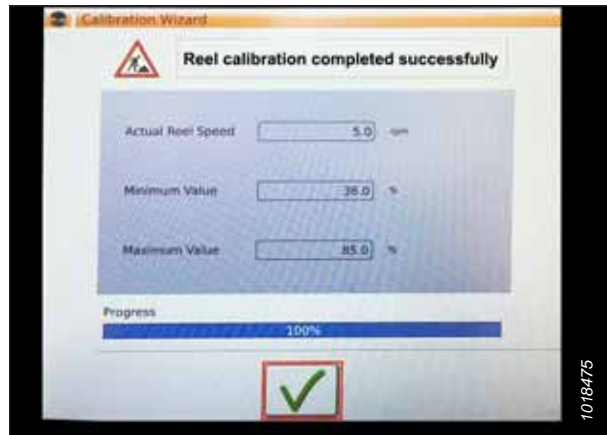 Calibration Wizard
Reel calibration completed successfully
Actual Reel Speed 5.0 rpm
Minimum Value 36.0 %
Maximum Value 85.0 %
Progress
100%
1018475